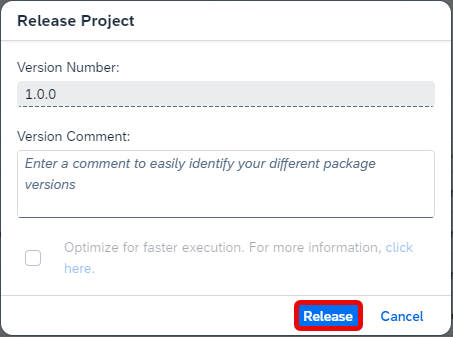 Release Project
Version Number:
1.0.0
Version Comment:
Enter a comment to easily identify your different package
versions
Optimize for faster execution. For more information, click
here.
Release
Cancel